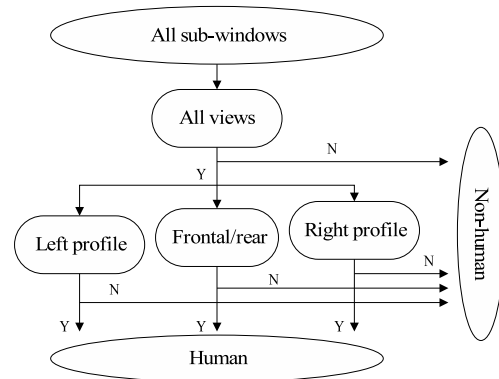 All sub-windows
All views
N
Y
Non-human
Left profile
Frontal/rear
Right profile
N
N
N
Y
Y
Y
Human